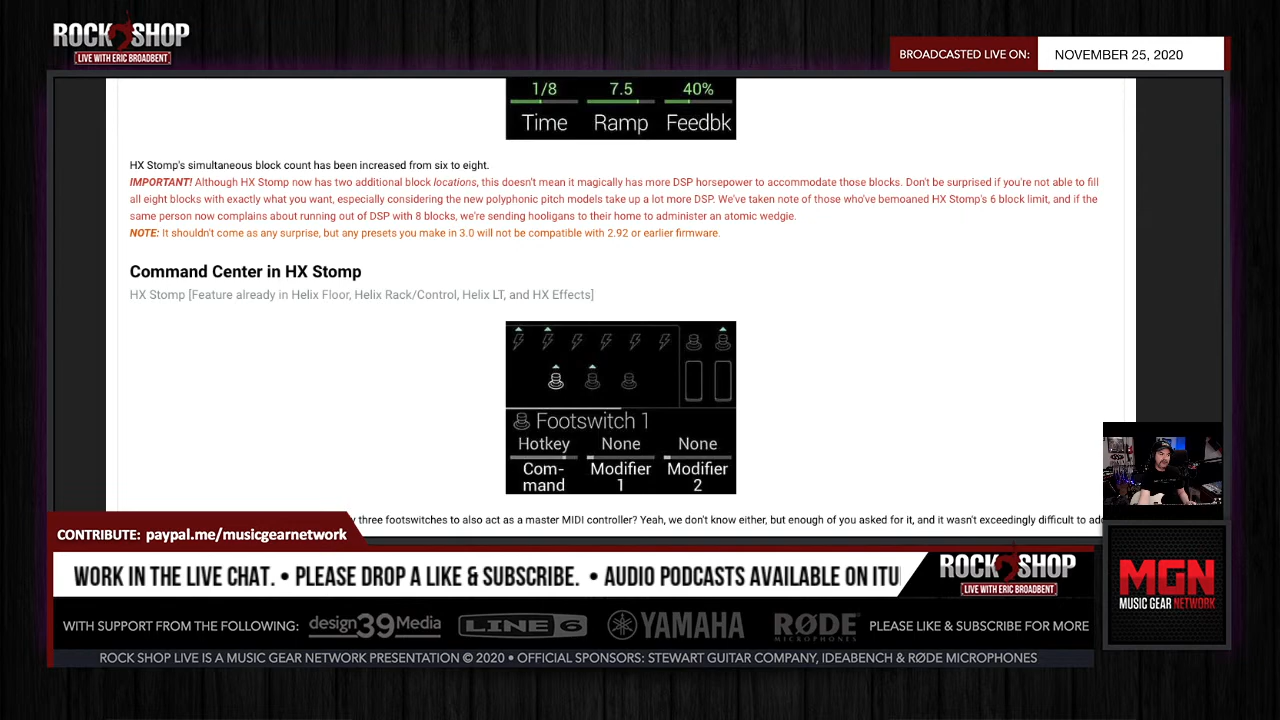 ROCK SHOP
LIVE WITH ERIC BROADBENT
BROADCASTED LIVE ON:
NOVEMBER 25, 2020
1/8 7.5 40%
Time Ramp Feedbk
HX Stomp's simultaneous block count has been increased from six to eight.
IMPORTANT! Although HX Stomp now has two additional block locations, this doesn't mean it magically has more DSP horsepower to accommodate those blocks. Don't be surprised if you're not able to fill
all eight blocks with exactly what you want, especially considering the new polyphonic pitch models take up a lot more DSP. We've taken note of those who've bemoaned HX Stomp's 6 block limit, and if the
same person now complains about running out of DSP with 8 blocks, we're sending hooligans to their home to administer an atomic wedgie.
NOTE: It shouldn't come as any surprise, but any presets you make in 3.0 will not be compatible with 2.92 or earlier firmware.
Command Center in HX Stomp
HX Stomp [Feature already in Helix Floor, Helix Rack/Control, Helix LT, and HX Effects]
Footswitch 1
Hotkey None None
Com- Modifier Modifier
mand 1 2
y three footswitches to also act as a master MIDI controller? Yeah, we don't know either, but enough of you asked for it, and it wasn't exceedingly difficult to add
CONTRIBUTE: paypal.me/musicgearnetwork
WORK IN THE LIVE CHAT. • PLEASE DROP A LIKE & SUBSCRIBE. • AUDIO PODCASTS AVAILABLE ON ITU
ROCK SHOP
LIVE WITH ERIC BROADBENT
MGN
MUSIC GEAR NETWORK
WITH SUPPORT FROM THE FOLLOWING: design39Media LINE 6 YAMAHA RØDE MICROPHONES PLEASE LIKE & SUBSCRIBE FOR MORE
ROCK SHOP LIVE IS A MUSIC GEAR NETWORK PRESENTATION © 2020 • OFFICIAL SPONSORS: STEWART GUITAR COMPANY, IDEABENCH & RØDE MICROPHONES